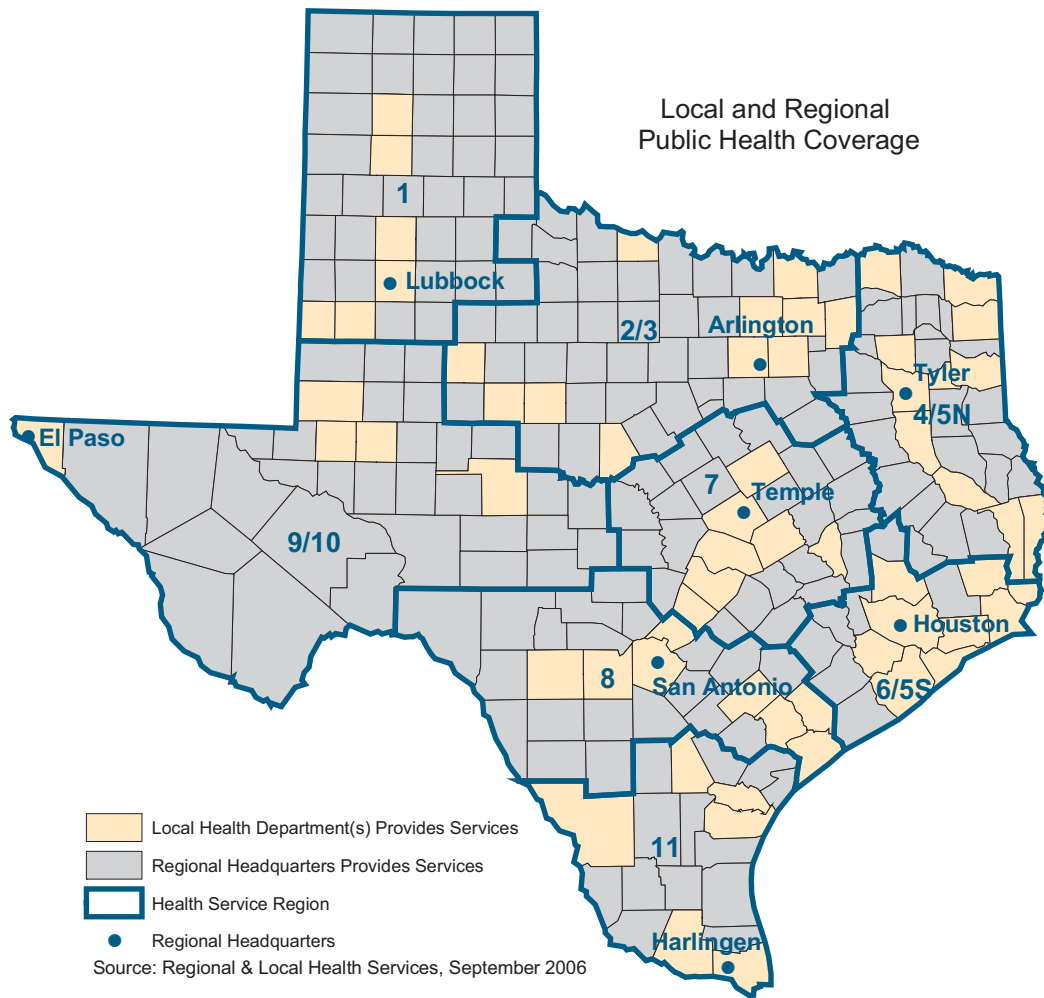 Local and Regional
Public Health Coverage
1
Lubbock
2/3
Arlington
Tyler
4/5N
El Paso
7
Temple
9/10
Houston
8
San Antonio
6/5S
11
Harlingen
Local Health Department(s) Provides Services
Regional Headquarters Provides Services
Health Service Region
Regional Headquarters
Source: Regional & Local Health Services, September 2006